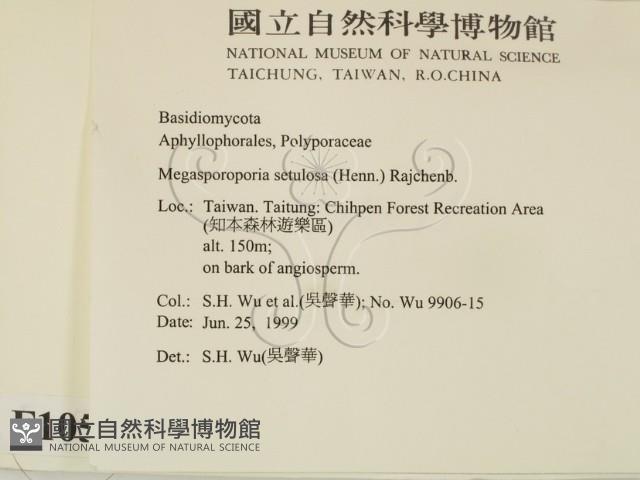 國立自然科學博物館
NATIONAL MUSEUM OF NATURAL SCIENCE
TAICHUNG, TAIWAN, R.O.CHINA
Basidiomycota
Aphyllophorales, Polyporaceae
Megasporoporia setulosa (Henn.) Rajchenb.
Loc.: Taiwan. Taitung: Chihpen Forest Recreation Area
(知本森林遊樂區)
alt. 150m;
on bark of angiosperm.
Col.: S.H. Wu et al.(吳聲華); No. Wu 9906-15
Date: Jun. 25, 1999
Det.: S.H. Wu(吳聲華)
國立自然科學博物館
NATIONAL MUSEUM OF NATURAL SCIENCE